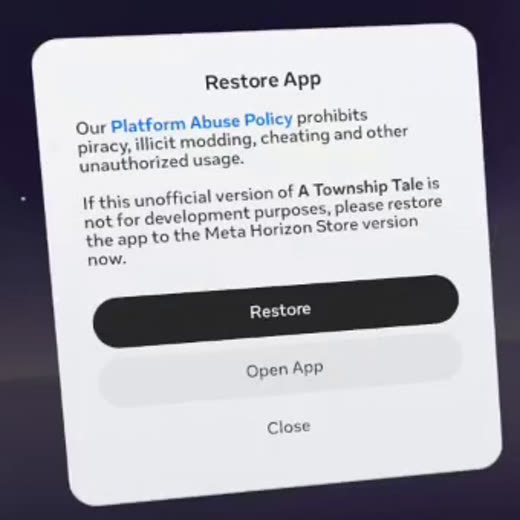 Restore App
Our Platform Abuse Policy prohibits
piracy, illicit modding, cheating and other
unauthorized usage.
If this unofficial version of A Township Tale is
not for development purposes, please restore
the app to the Meta Horizon Store version
now.
Restore
Open App
Close